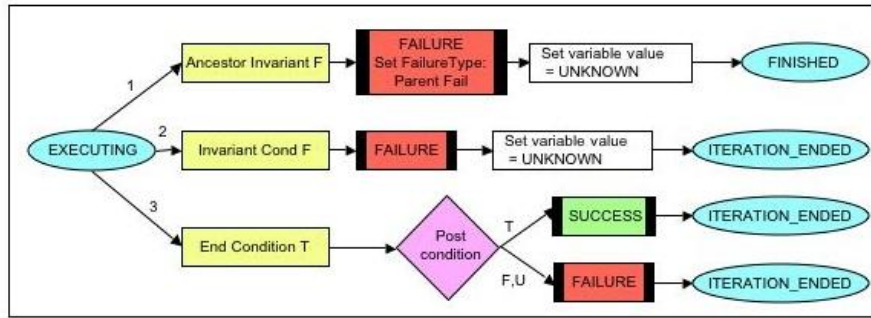 EXECUTING
1
Ancestor Invariant F
FAILURE
Set FailureType:
Parent Fail
Set variable value
= UNKNOWN
FINISHED
2
Invariant Cond F
FAILURE
Set variable value
= UNKNOWN
ITERATION_ENDED
3
End Condition T
Post
condition
T
SUCCESS
ITERATION_ENDED
F,U
FAILURE
ITERATION_ENDED